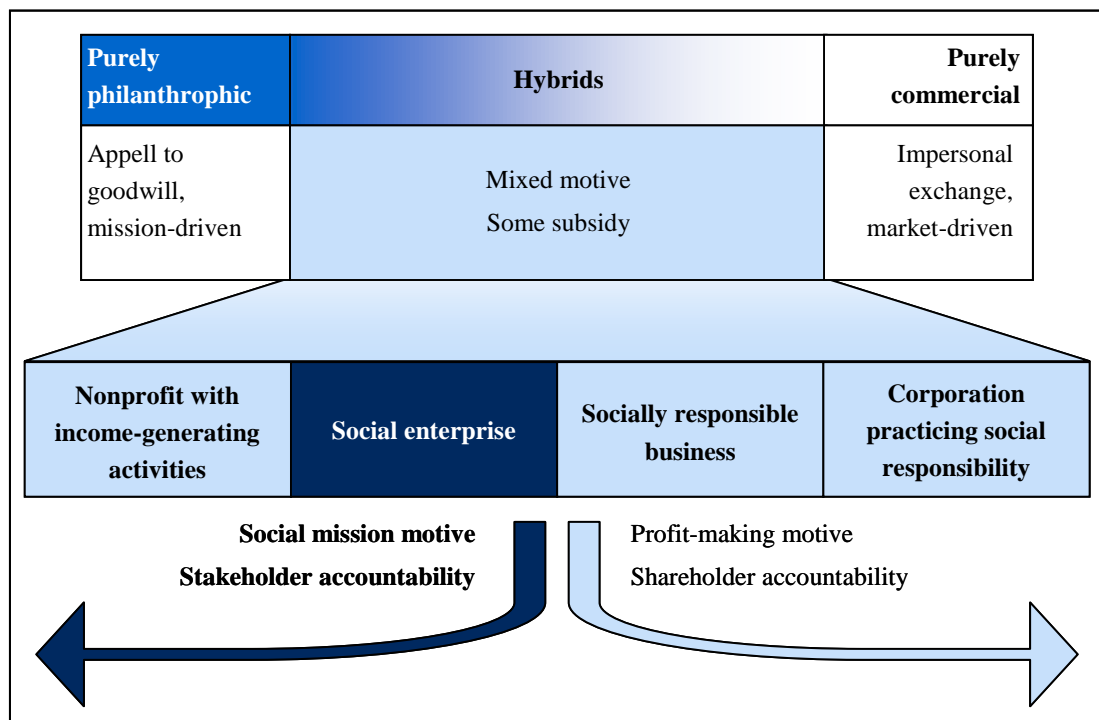 Purely
philanthrophic
Hybrids
Purely
commercial
Appell to
goodwill,
mission-driven
Mixed motive
Some subsidy
Impersonal
exchange,
market-driven
Nonprofit with
income-generating
activities
Social enterprise
Socially responsible
business
Corporation
practicing social
responsibility
Social mission motive
Stakeholder accountability
Profit-making motive
Shareholder accountability